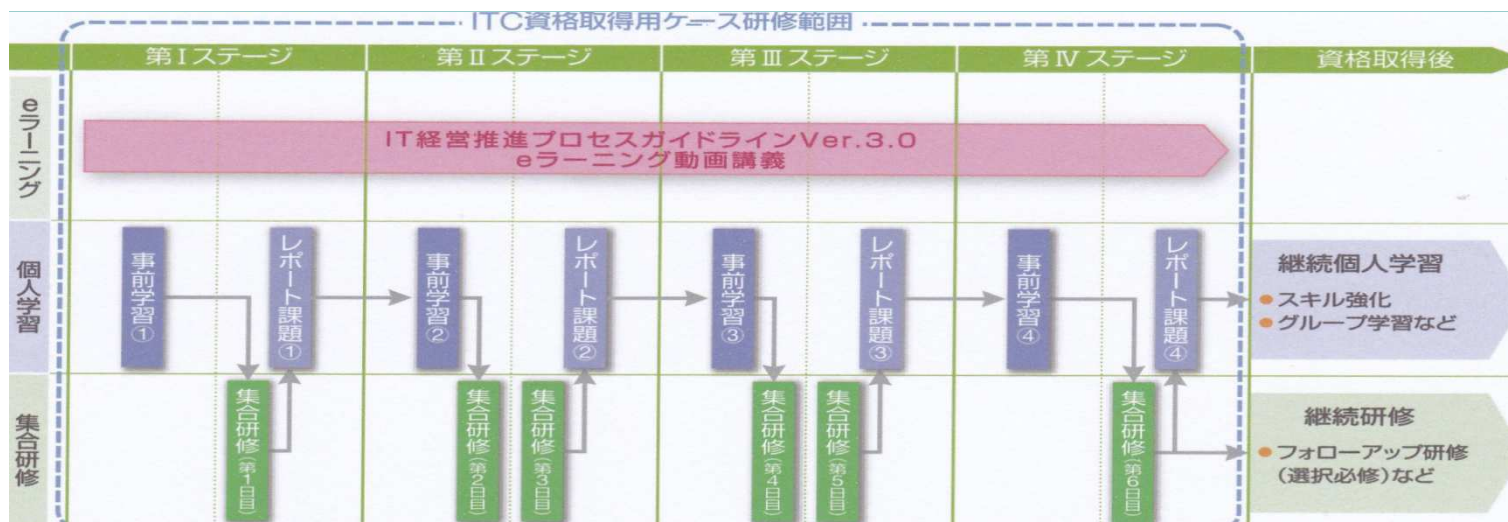 ITC資格取得用ケース研修範囲
第Ⅰステージ
第Ⅱステージ
第Ⅲステージ
第Ⅳステージ
資格取得後
eラーニング
IT経営推進プロセスガイドラインVer.3.0
eラーニング動画講義
個人学習
事前学習①
レポート課題①
事前学習②
レポート課題②
事前学習③
レポート課題③
事前学習④
レポート課題④
継続個人学習
●スキル強化
●グループ学習など
集合研修
集合研修(第1日目)
集合研修(第2日目)
集合研修(第3日目)
集合研修(第4日目)
集合研修(第5日目)
集合研修(第6日目)
継続研修
●フォローアップ研修
(選択必修)など